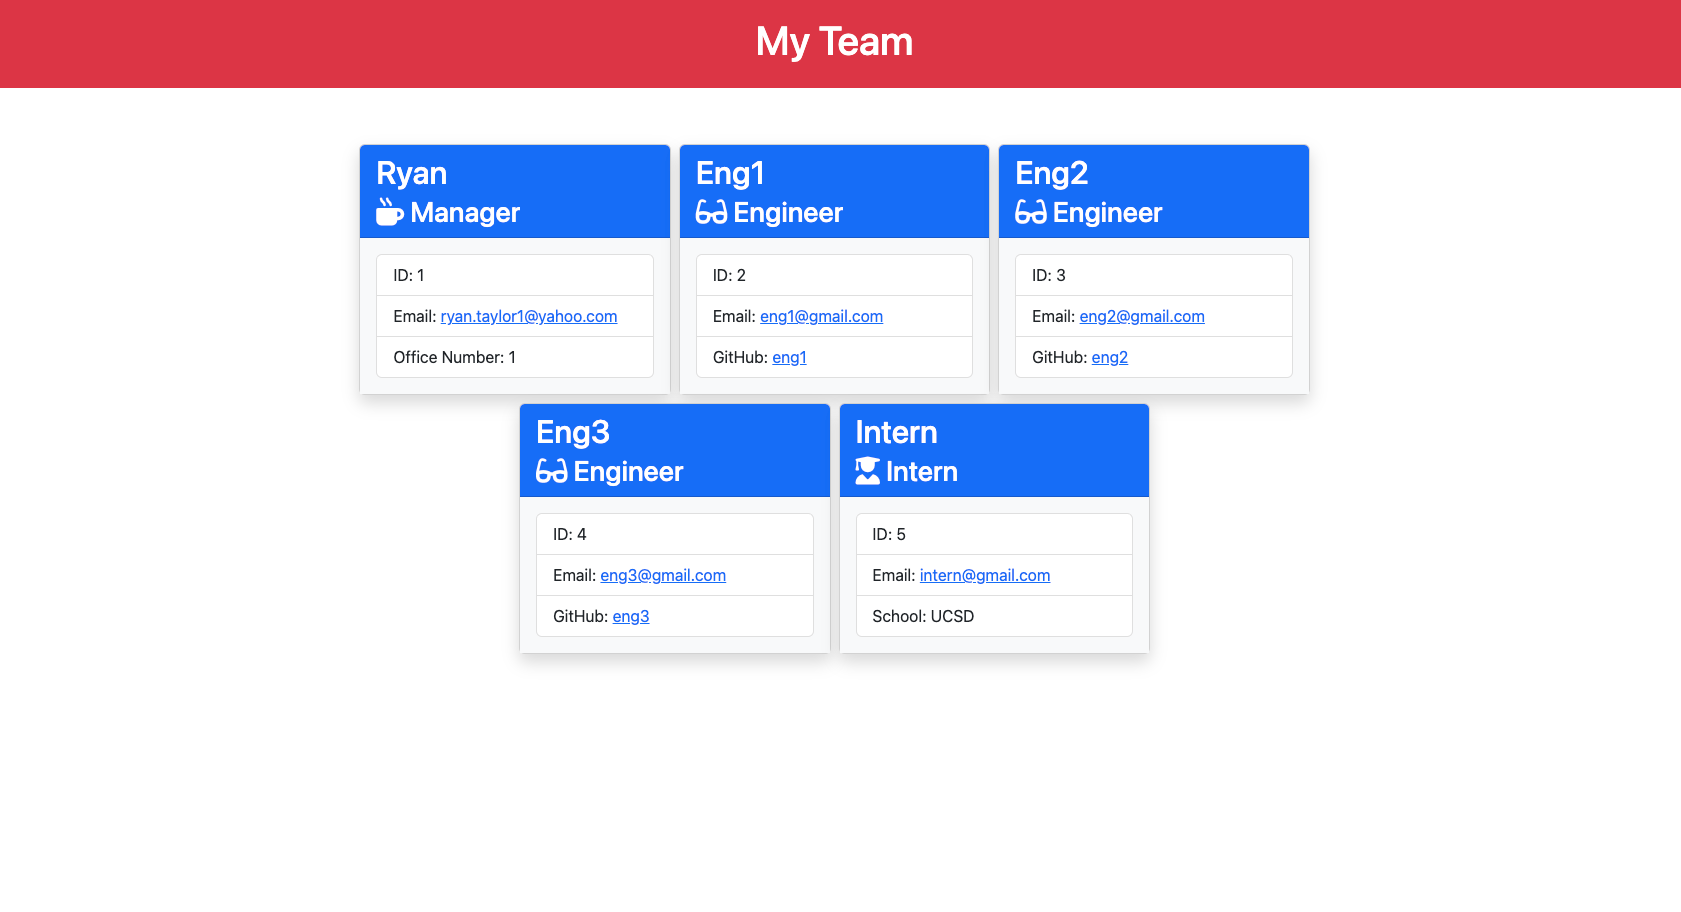 My Team
Ryan
Manager
ID: 1
Email: ryan.taylor1@yahoo.com
Office Number: 1
Eng1
Engineer
ID: 2
Email: eng1@gmail.com
GitHub: eng1
Eng2
Engineer
ID: 3
Email: eng2@gmail.com
GitHub: eng2
Eng3
Engineer
ID: 4
Email: eng3@gmail.com
GitHub: eng3
Intern
Intern
ID: 5
Email: intern@gmail.com
School: UCSD